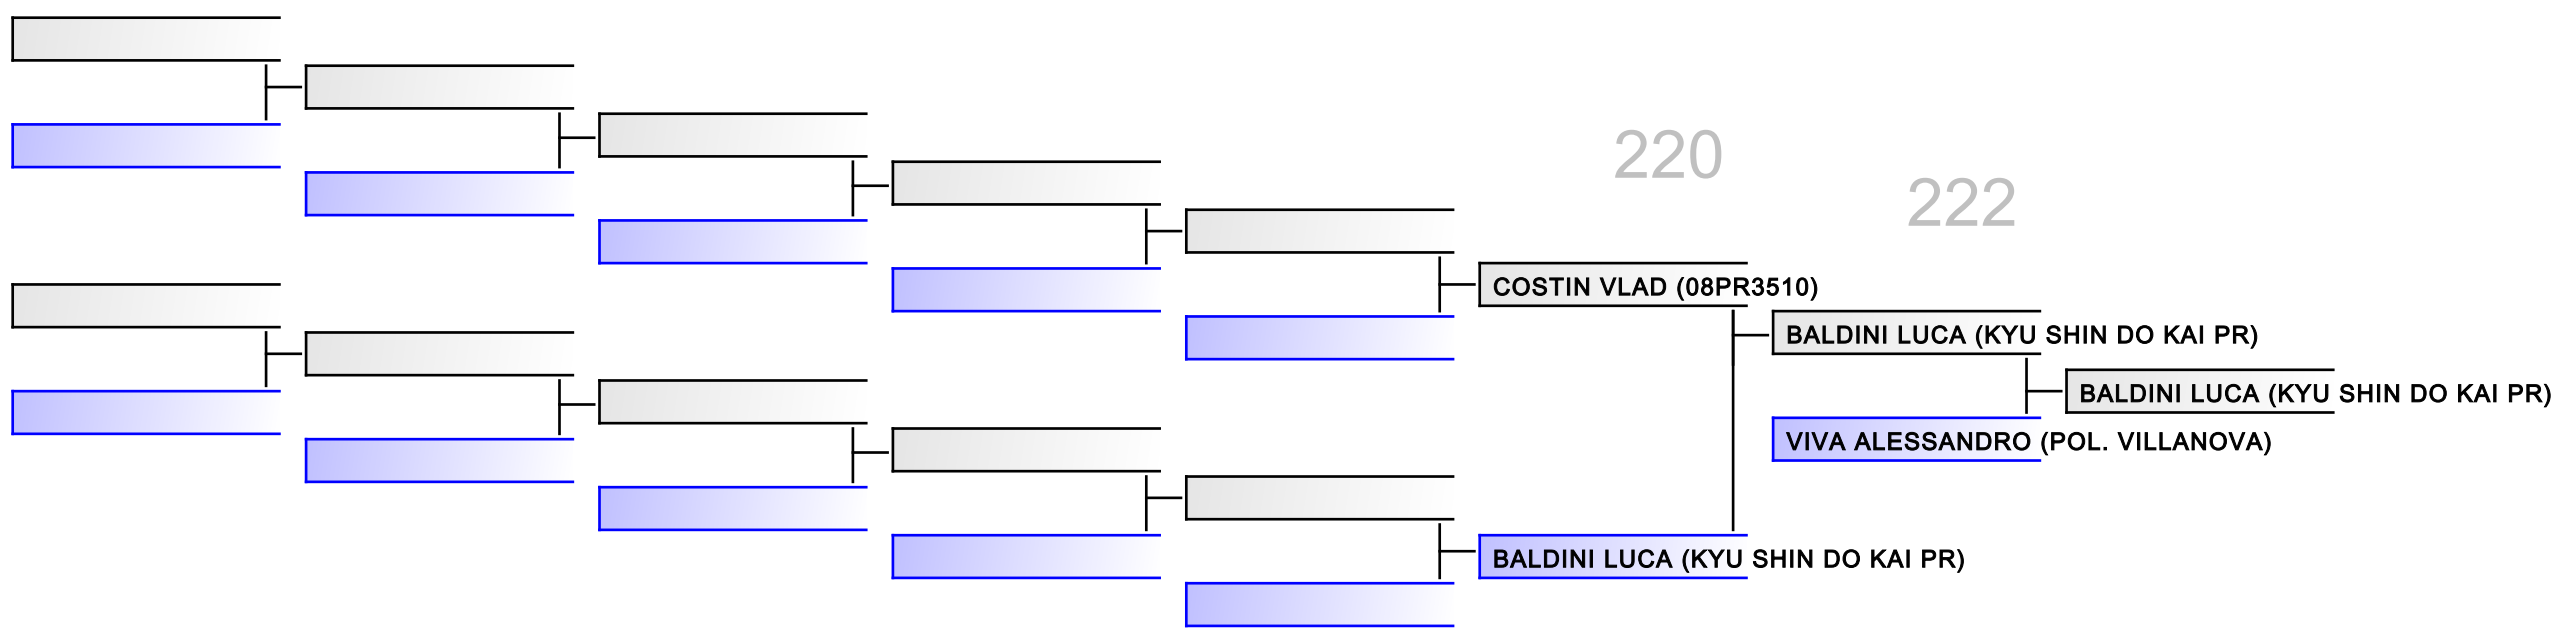 220
222
COSTIN VLAD (08PR3510)
BALDINI LUCA (KYU SHIN DO KAI PR)
BALDINI LUCA (KYU SHIN DO KAI PR)
VIVA ALESSANDRO (POL. VILLANOVA)
BALDINI LUCA (KYU SHIN DO KAI PR)